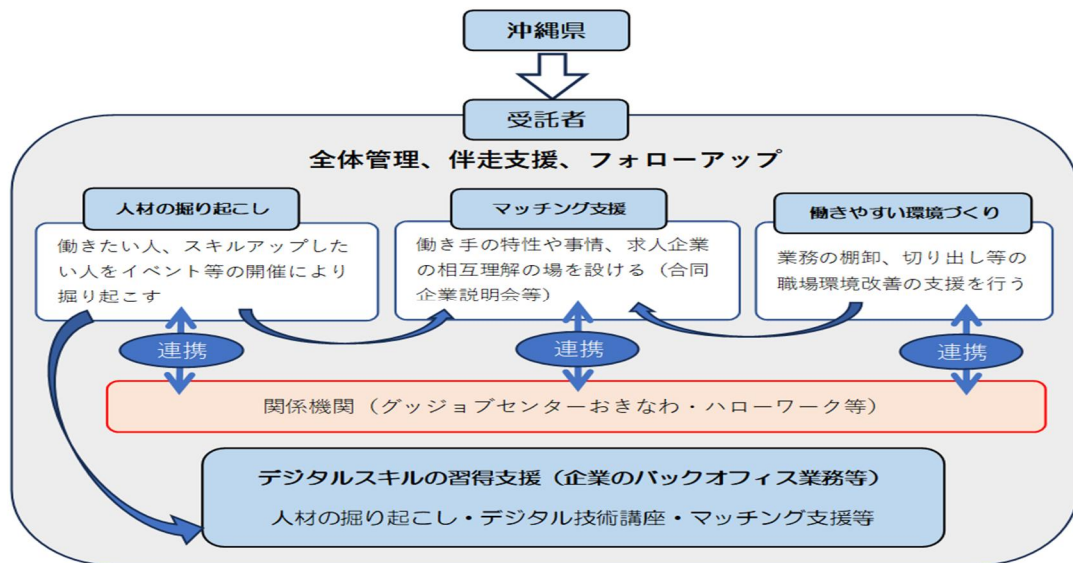 沖縄県
受託者
全体管理、伴走支援、フォローアップ
人材の掘り起こし
働きたい人、スキルアップした
い人をイベント等の開催により
掘り起こす
マッチング支援
働き手の特性や事情、求人企業
の相互理解の場を設ける（合同
企業説明会等）
働きやすい環境づくり
業務の棚卸、切り出し等の
職場環境改善の支援を行う
連携
連携
連携
関係機関（グッジョブセンターおきなわ・ハローワーク等）
デジタルスキルの習得支援（企業のバックオフィス業務等）
人材の掘り起こし・デジタル技術講座・マッチング支援等